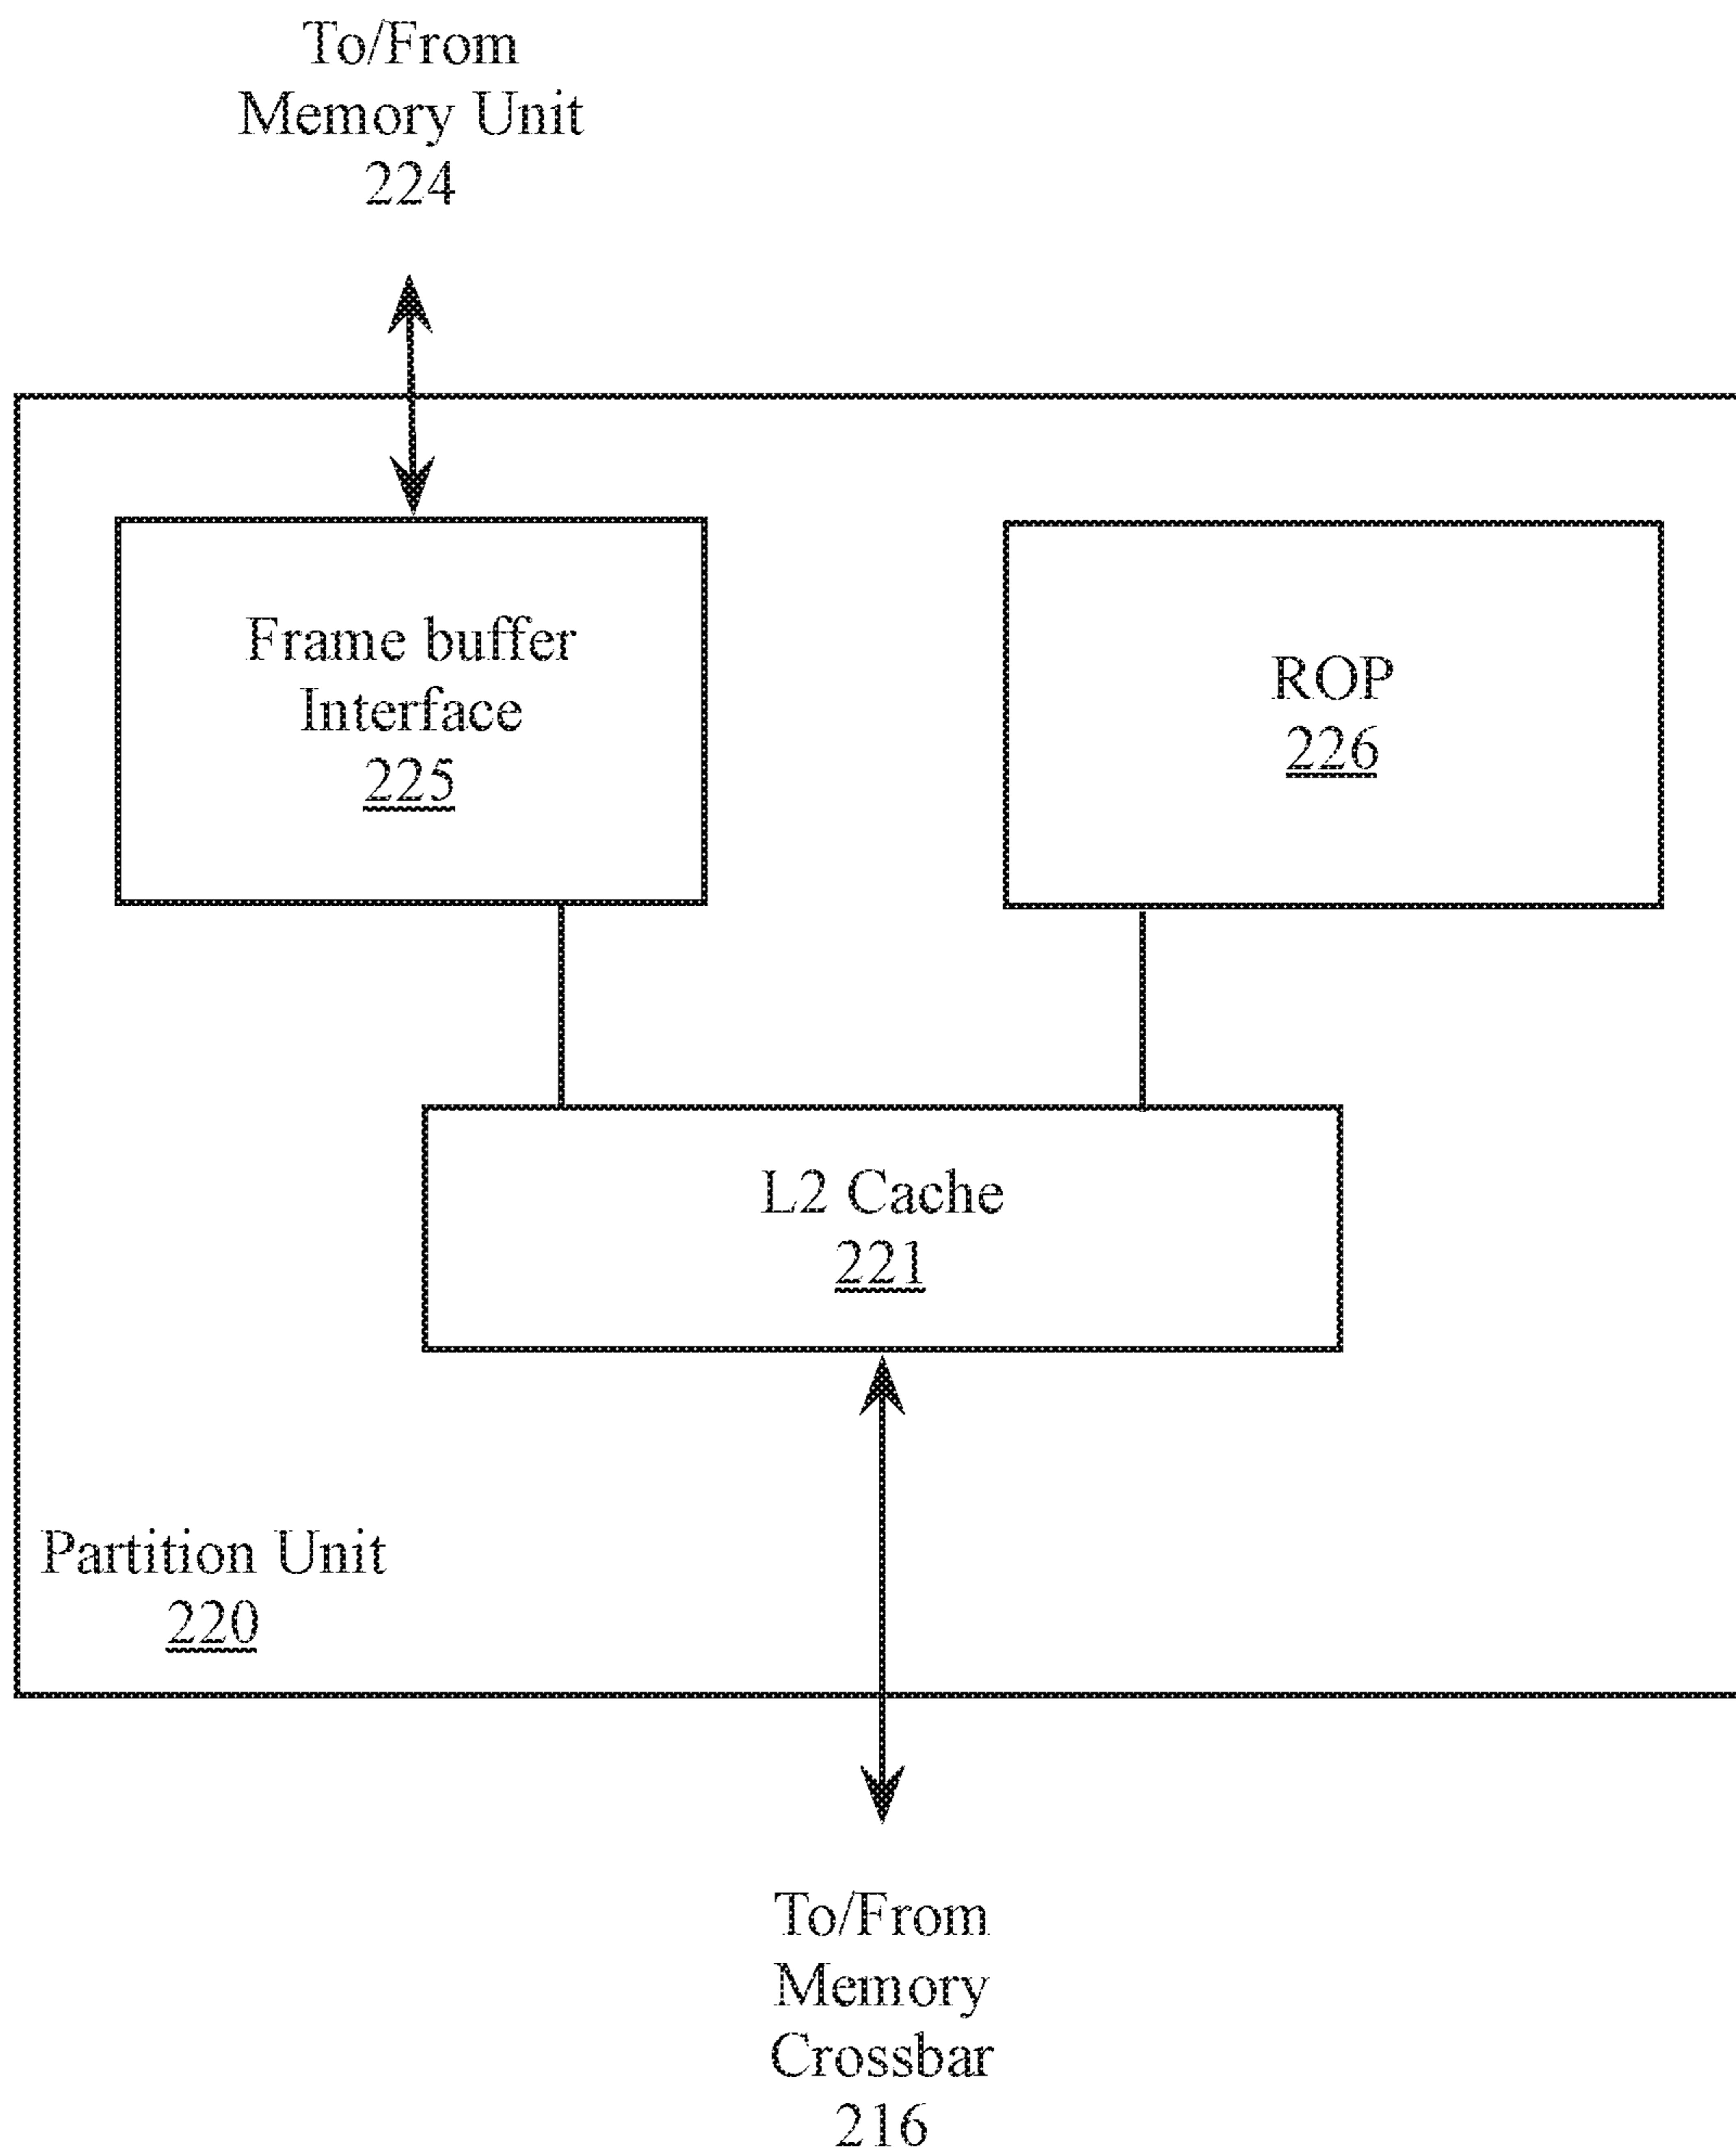 To/From
Memory Unit
224
Frame buffer
Interface
225
ROP
226
L2 Cache
221
Partition Unit
220
To/From
Memory
Crossbar
216